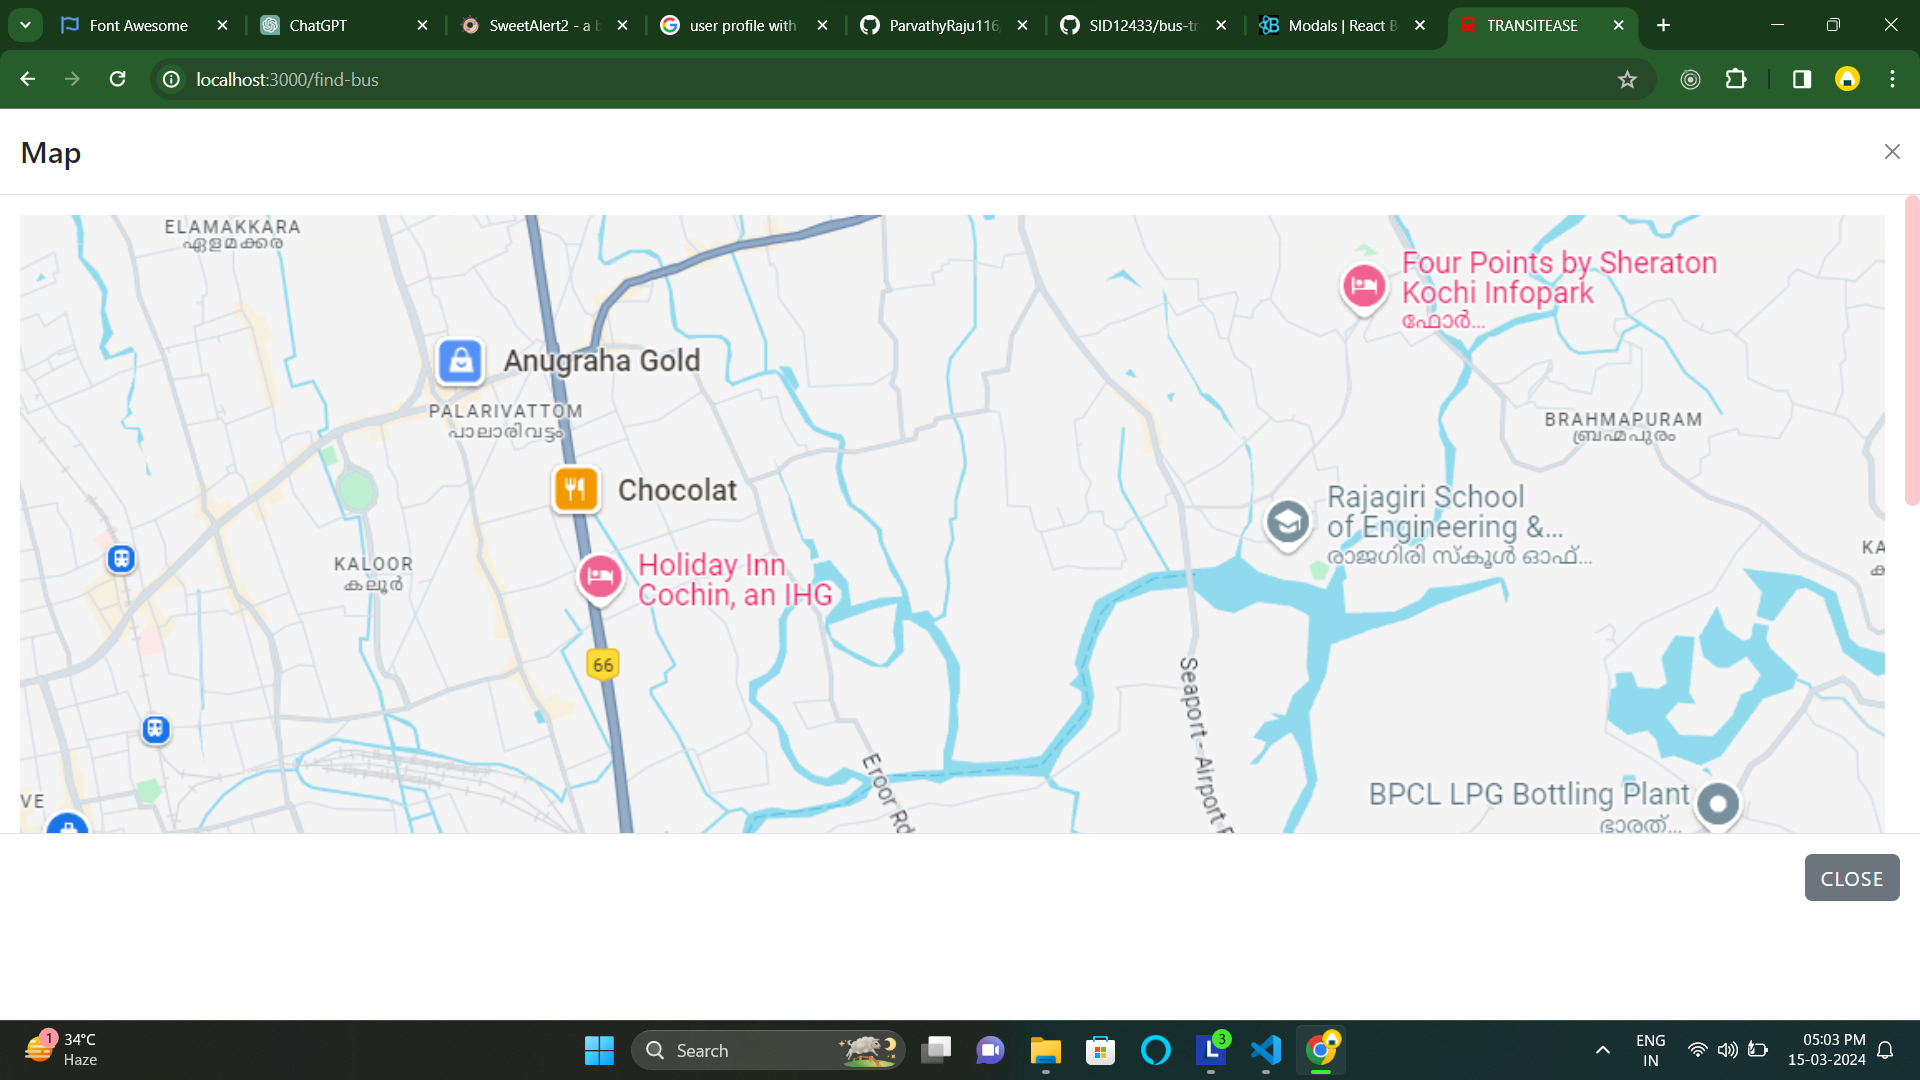 Font Awesome
ChatGPT
SweetAlert2 - a b
user profile with
ParvathyRaju116
SID12433/bus-tr
Modals | React B
TRANSITEASE
localhost:3000/find-bus
Map
ELAMAKKARA
ഏളമക്കര
Four Points by Sheraton
Kochi Infopark
ഫോർ...
Anugraha Gold
PALARIVATTOM
പാലാരിവട്ടം
BRAHMAPURAM
ബ്രഹ്മപുരം
Chocolat
Rajagiri School
of Engineering &...
രാജഗിരി സ്കൂൾ ഓഫ്...
KA
KALOOR
കലൂർ
Holiday Inn
Cochin, an IHG
66
Seaport - Airport R
Eroor Rd
VE
BPCL LPG Bottling Plant
ഭാരത്...
CLOSE
1
34°C
Haze
Search
L
3
ENG
IN
05:03 PM
15-03-2024